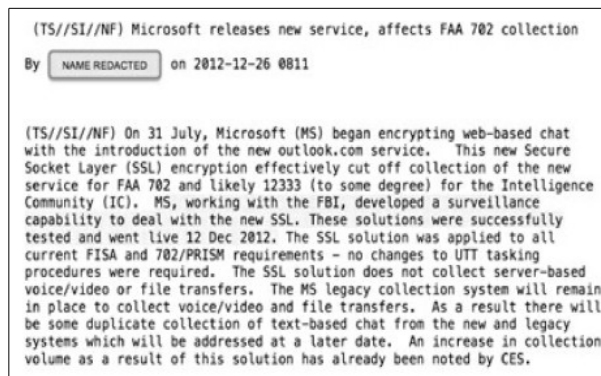 (TS//SI//NF) Microsoft releases new service, affects FAA 702 collection
By NAME REDACTED on 2012-12-26 0811
(TS//SI//NF) On 31 July, Microsoft (MS) began encrypting web-based chat
with the introduction of the new outlook.com service. This new Secure
Socket Layer (SSL) encryption effectively cut off collection of the new
service for FAA 702 and likely 12333 (to some degree) for the Intelligence
Community (IC). MS, working with the FBI, developed a surveillance
capability to deal with the new SSL. These solutions were successfully
tested and went live 12 Dec 2012. The SSL solution was applied to all
current FISA and 702/PRISM requirements - no changes to UTT tasking
procedures were required. The SSL solution does not collect server-based
voice/video or file transfers. The MS legacy collection system will remain
in place to collect voice/video and file transfers. As a result there will
be some duplicate collection of text-based chat from the new and legacy
systems which will be addressed at a later date. An increase in collection
volume as a result of this solution has already been noted by CES.